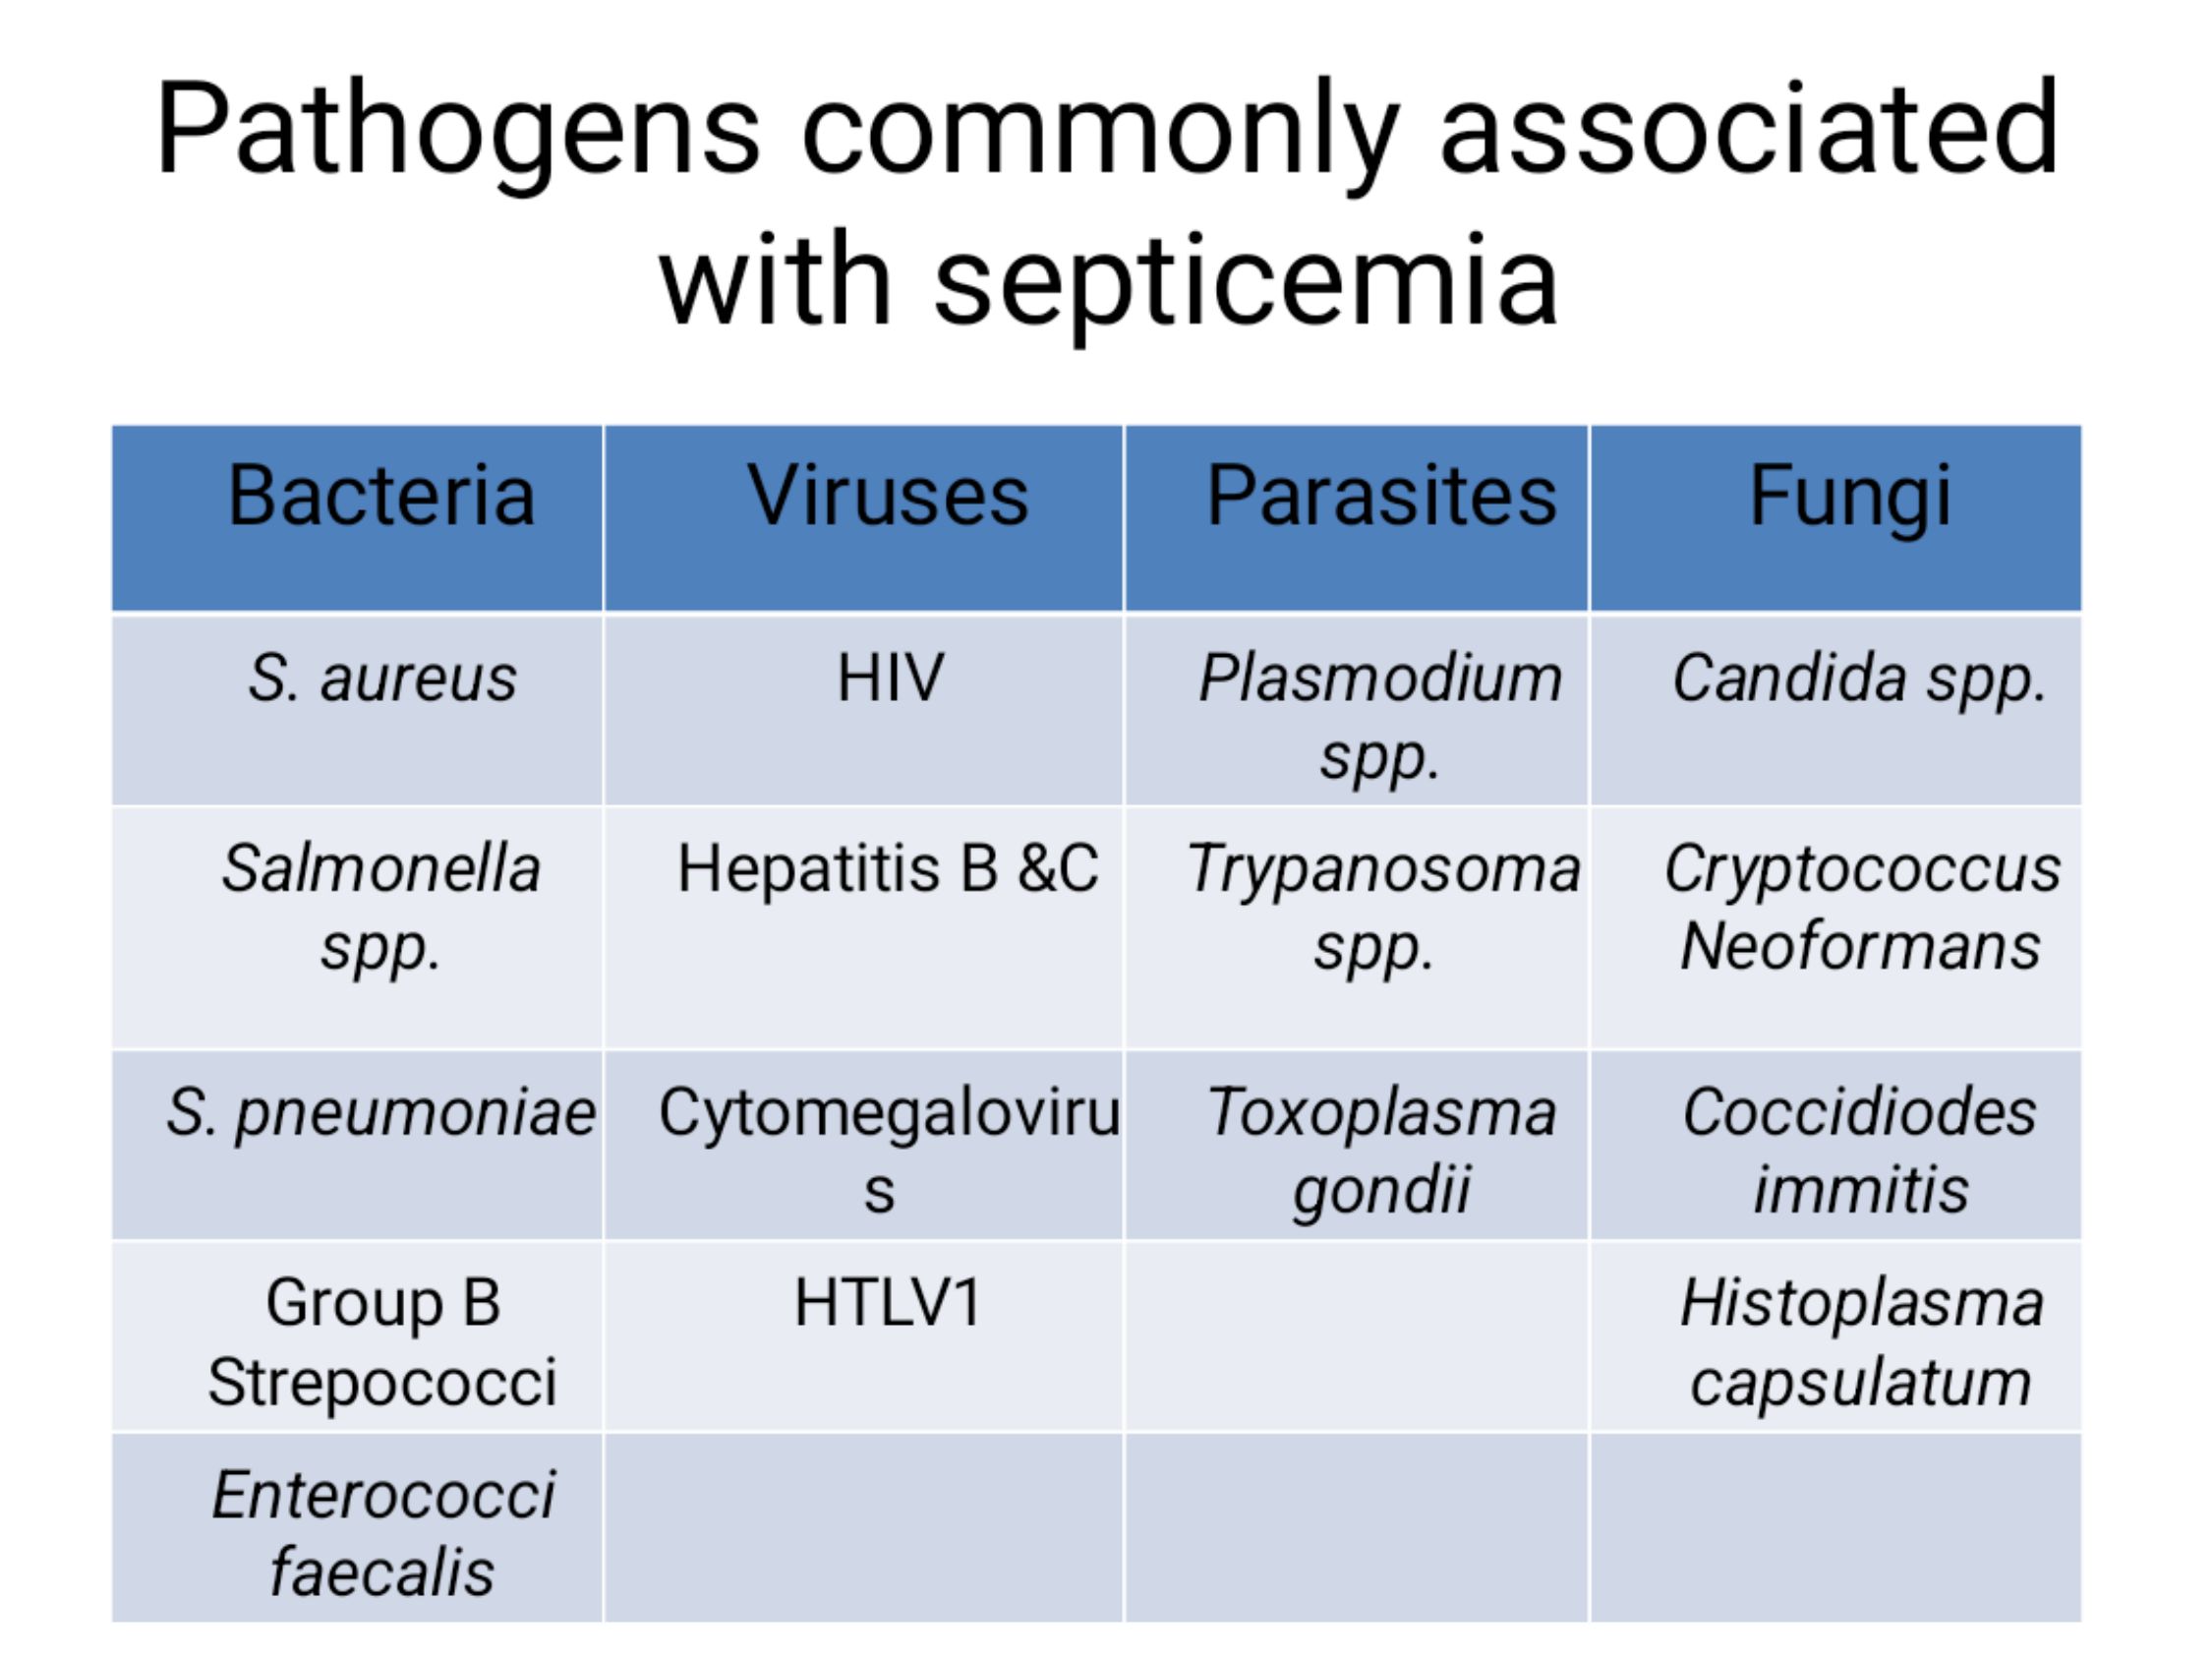 Pathogens commonly associated
with septicemia
Bacteria Viruses Parasites Fungi
S. aureus HIV Plasmodium spp. Candida spp.
Salmonella spp. Hepatitis B &C Trypanosoma spp. Cryptococcus Neoformans
S. pneumoniae Cytomegalovirus Toxoplasma gondii Coccidiodes immitis
Group B Strepococci HTLV1 Histoplasma capsulatum
Enterococci faecalis